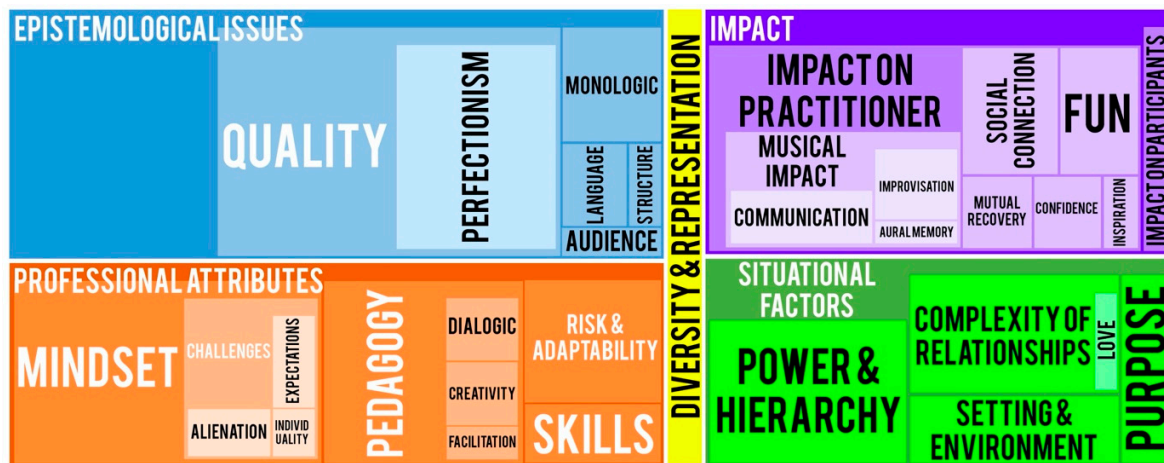 EPISTEMOLOGICAL ISSUES
QUALITY
PERFECTIONISM
MONOLOGIC
LANGUAGE
STRUCTURE
AUDIENCE
PROFESSIONAL ATTRIBUTES
MINDSET
CHALLENGES
EXPECTATIONS
ALIENATION
INDIVID
UALITY
PEDAGOGY
DIALOGIC
CREATIVITY
FACILITATION
RISK &
ADAPTABILITY
SKILLS
DIVERSITY & REPRESENTATION
IMPACT
IMPACT ON
PRACTITIONER
MUSICAL
IMPACT
COMMUNICATION
IMPROVISATION
AURAL MEMORY
SOCIAL
CONNECTION
FUN
MUTUAL
RECOVERY
CONFIDENCE
INSPIRATION
IMPACT ON PARTICIPANTS
SITUATIONAL
FACTORS
POWER &
HIERARCHY
COMPLEXITY OF
RELATIONSHIPS
LOVE
SETTING &
ENVIRONMENT
PURPOSE